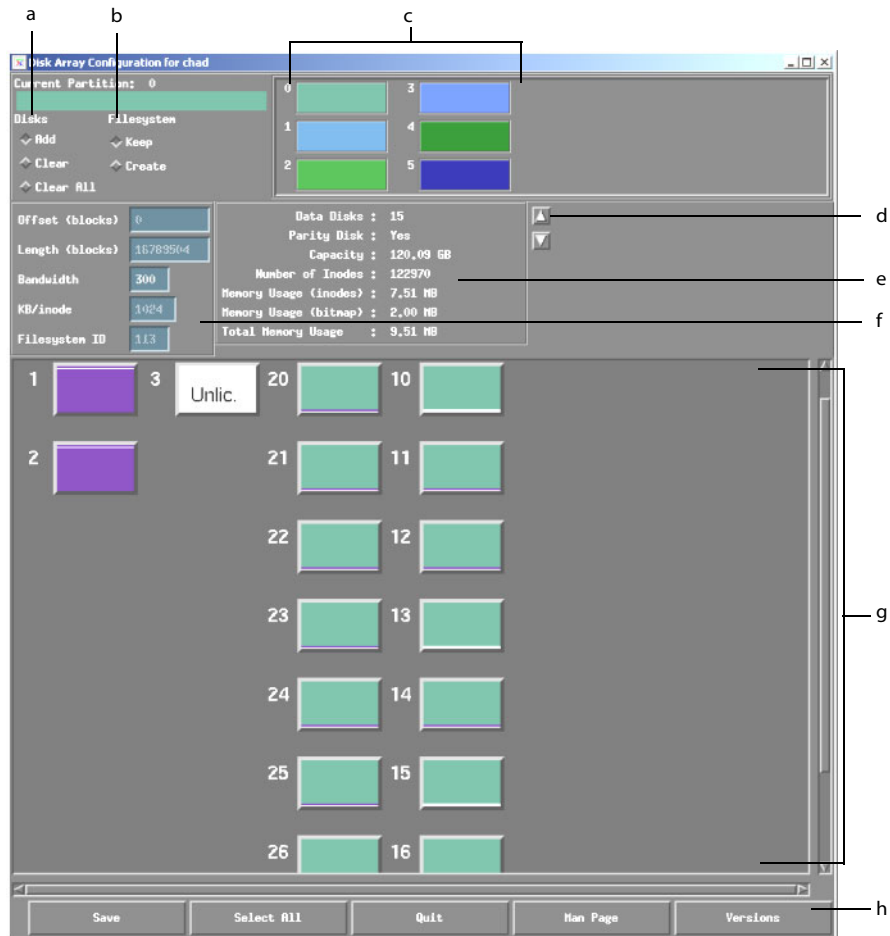 a b c
Disk Array Configuration for chad
Current Partition: 0
Disks Filesystem
Add Keep
Clear Create
Clear All
0 3
1 4
2 5
Offset (blocks) 0
Length (blocks) 16789504
Bandwidth 300
KB/inode 1024
Filesystem ID 113
Data Disks : 15
Parity Disk : Yes
Capacity : 120.09 GB
Number of Inodes : 122970
Memory Usage (inodes) : 7.51 MB
Memory Usage (bitmap) : 2.00 MB
Total Memory Usage : 9.51 MB
d
e
f
1 3 Unlic. 20 10
2 21 11
22 12
23 13
g
24 14
25 15
26 16
Save Select All Quit Man Page Versions
h